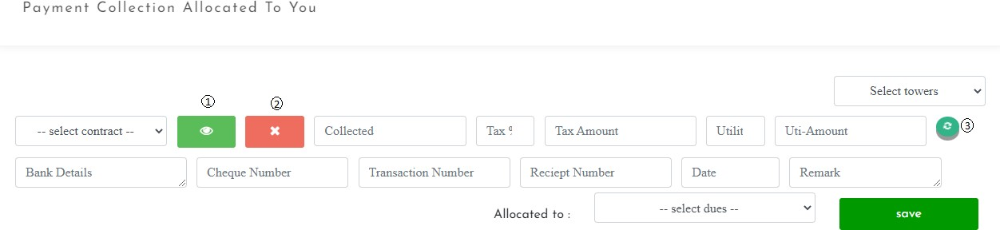 Payment Collection Allocated To You
Select towers
1 2
-- select contract -- Collected Tax % Tax Amount Utilit Uti-Amount 3
Bank Details Cheque Number Transaction Number Reciept Number Date Remark
Allocated to : -- select dues -- save